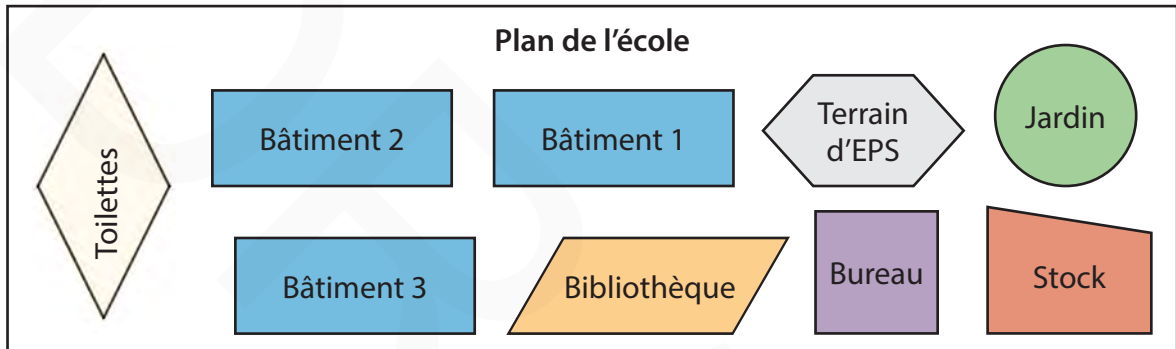 Plan de l'école
Toilettes
Bâtiment 2
Bâtiment 1
Terrain
d'EPS
Jardin
Bâtiment 3
Bibliothèque
Bureau
Stock